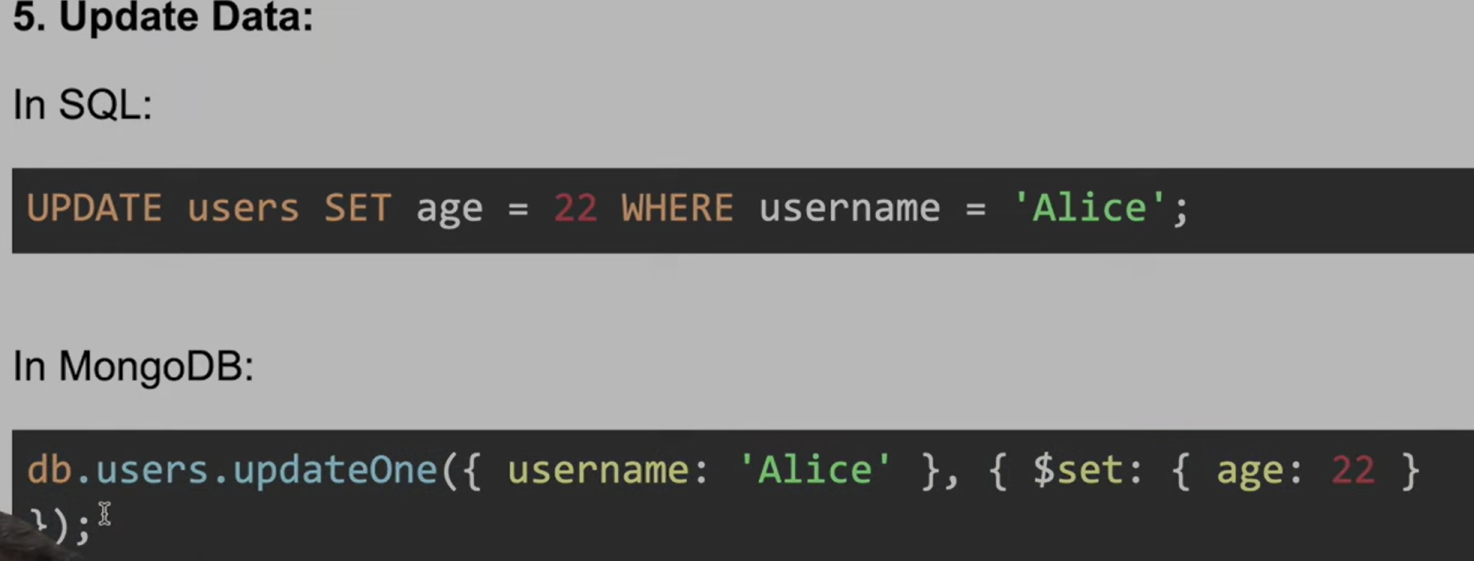 5. Update Data:
In SQL:
UPDATE users SET age = 22 WHERE username = 'Alice';
In MongoDB:
db.users.updateOne({ username: 'Alice' }, { $set: { age: 22 }
});